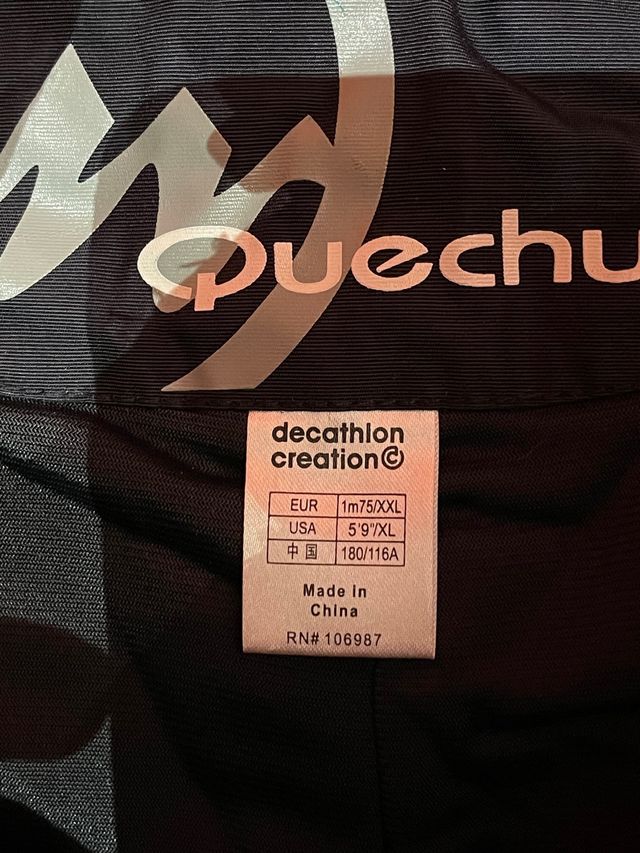 Quechu
decathlon
creation©
EUR 1m75/XXL
USA 5'9"/XL
中国 180/116A
Made in
China
RN# 106987